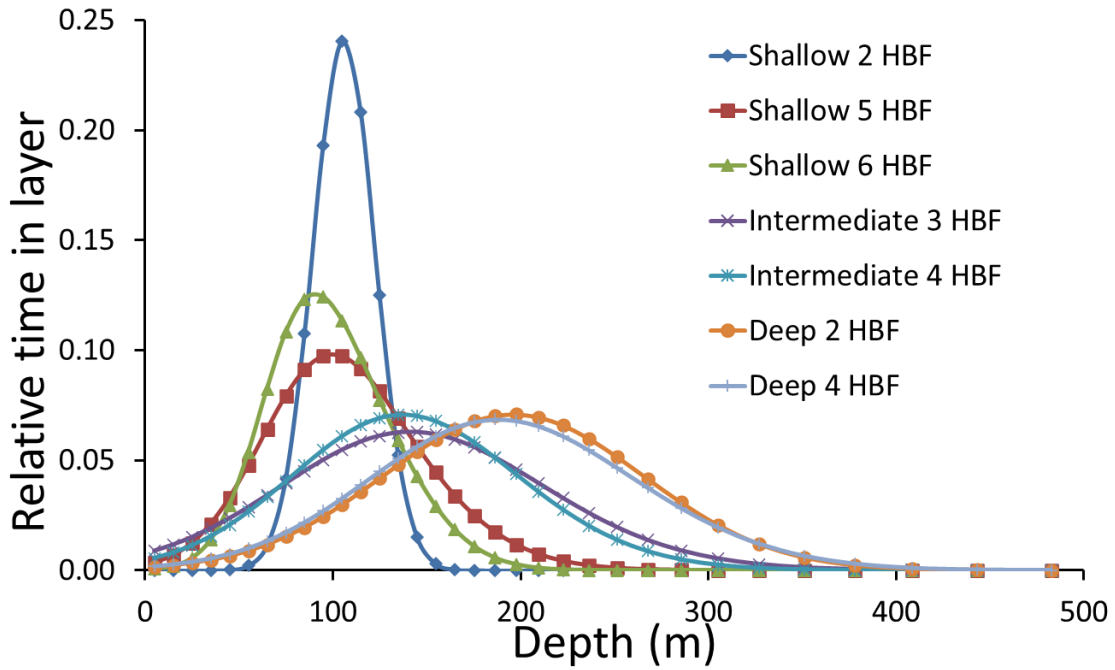 0.25
0.20
0.15
0.10
0.05
0.00
Relative time in layer
0
100
200
300
400
500
Depth (m)
Shallow 2 HBF
Shallow 5 HBF
Shallow 6 HBF
Intermediate 3 HBF
Intermediate 4 HBF
Deep 2 HBF
Deep 4 HBF